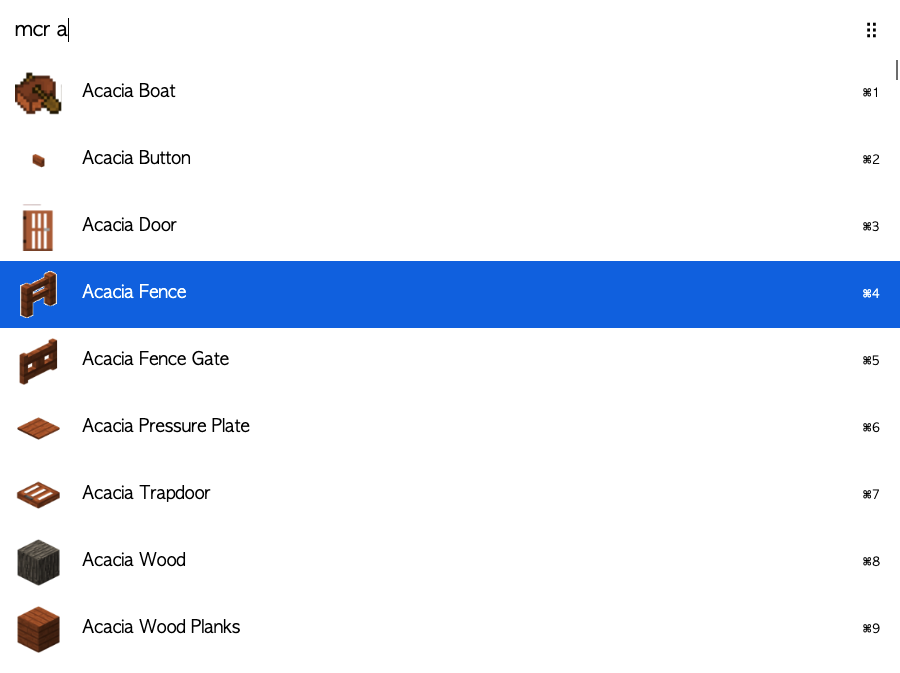 mcr a
Acacia Boat ⌘1
Acacia Button ⌘2
Acacia Door ⌘3
Acacia Fence ⌘4
Acacia Fence Gate ⌘5
Acacia Pressure Plate ⌘6
Acacia Trapdoor ⌘7
Acacia Wood ⌘8
Acacia Wood Planks ⌘9